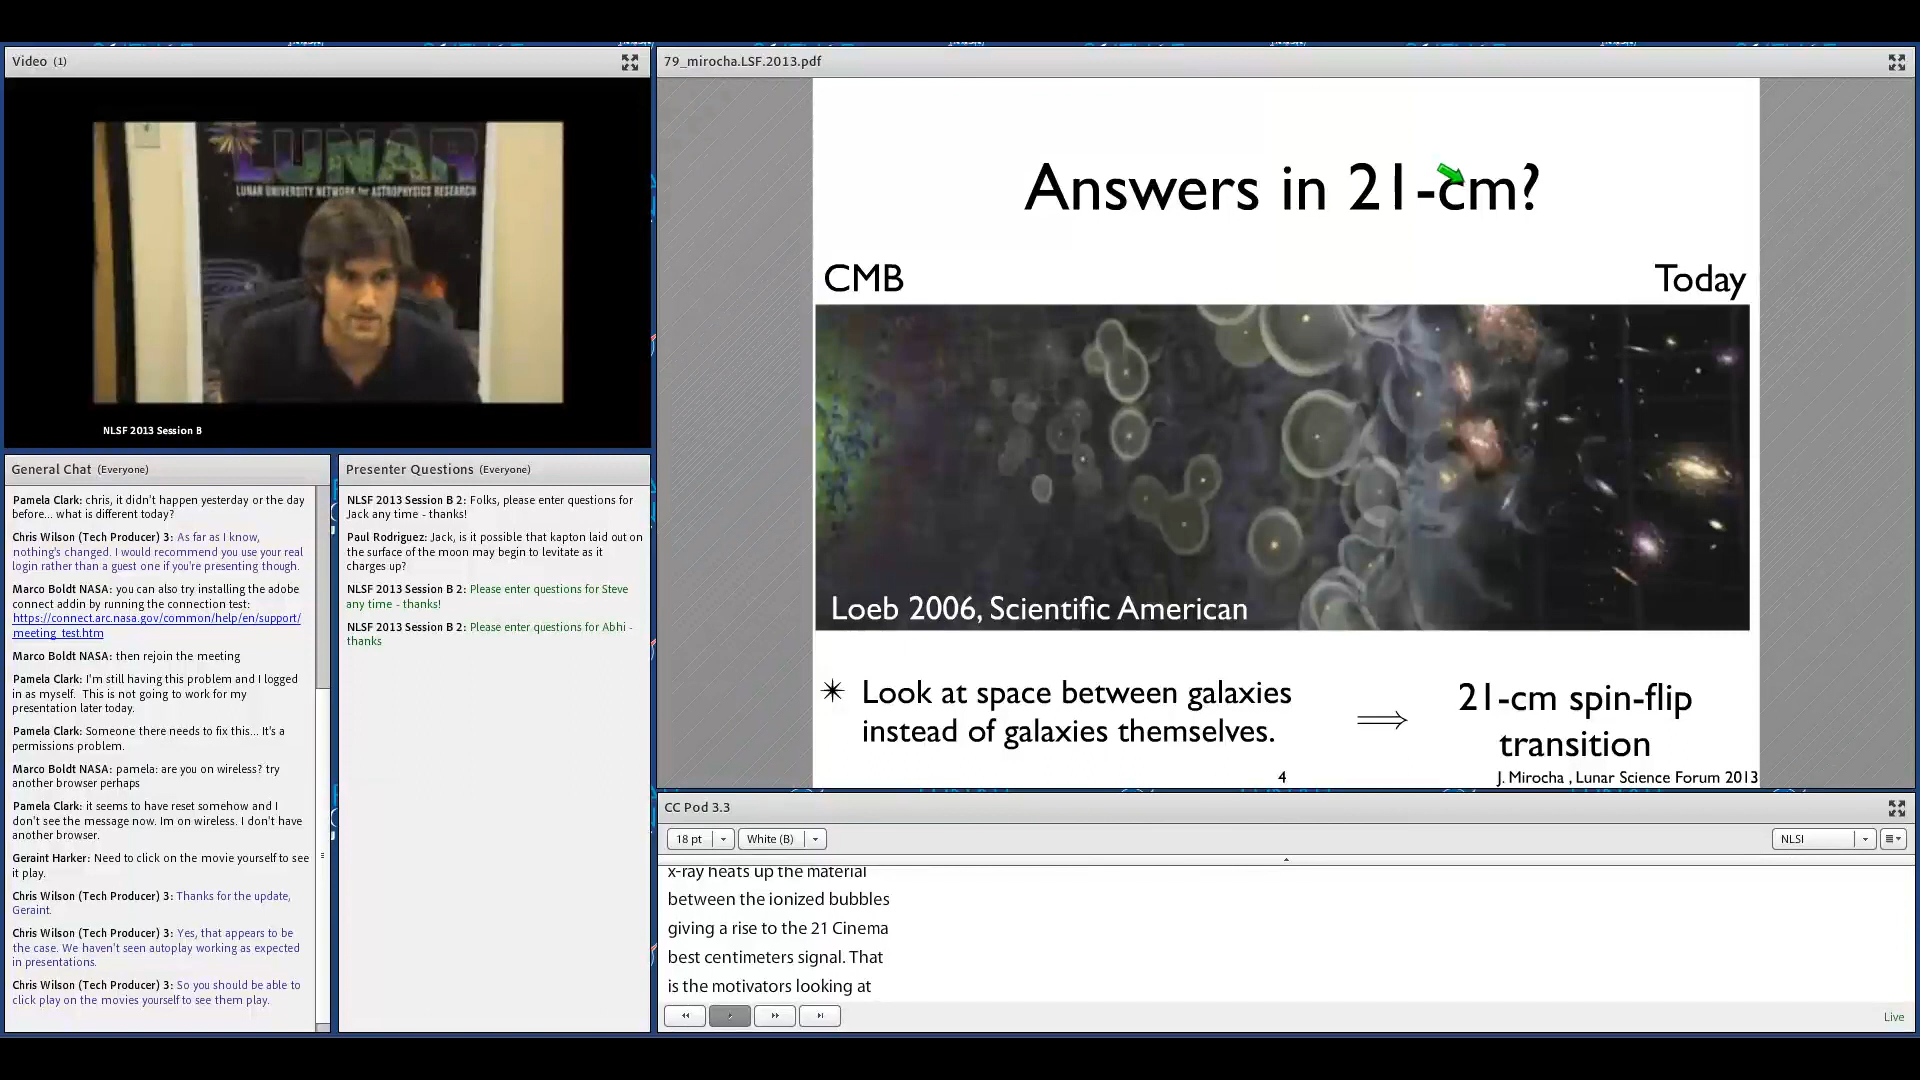 Video (1)
LUNAR
LUNAR UNIVERSITY NETWORK for ASTROPHYSICS RESEARCH
NLSF 2013 Session B
General Chat (Everyone)
Pamela Clark: chris, it didn't happen yesterday or the day
before... what is different today?
Chris Wilson (Tech Producer) 3: As far as I know,
nothing's changed. I would recommend you use your real
login rather than a guest one if you're presenting though.
Marco Boldt NASA: you can also try installing the adobe
connect addin by running the connection test:
https://connect.arc.nasa.gov/common/help/en/support/
meeting_test.htm
Marco Boldt NASA: then rejoin the meeting
Pamela Clark: I'm still having this problem and I logged
in as myself.  This is not going to work for my
presentation later today.
Pamela Clark: Someone there needs to fix this... It's a
permissions problem.
Marco Boldt NASA: pamela: are you on wireless? try
another browser perhaps
Pamela Clark: it seems to have reset somehow and I
don't see the message now. Im on wireless. I don't have
another browser.
Geraint Harker: Need to click on the movie yourself to see
it play.
Chris Wilson (Tech Producer) 3: Thanks for the update,
Geraint.
Chris Wilson (Tech Producer) 3: Yes, that appears to be
the case. We haven't seen autoplay working as expected
in presentations.
Chris Wilson (Tech Producer) 3: So you should be able to
click play on the movies yourself to see them play.
Presenter Questions (Everyone)
NLSF 2013 Session B 2: Folks, please enter questions for
Jack any time - thanks!
Paul Rodriguez: Jack, is it possible that kapton laid out on
the surface of the moon may begin to levitate as it
charges up?
NLSF 2013 Session B 2: Please enter questions for Steve
any time - thanks!
NLSF 2013 Session B 2: Please enter questions for Abhi -
thanks
79_mirocha.LSF.2013.pdf
Answers in 21-cm?
CMB
Today
Loeb 2006, Scientific American
✴ Look at space between galaxies
instead of galaxies themselves.
⟹
21-cm spin-flip
transition
4
J. Mirocha , Lunar Science Forum 2013
CC Pod 3.3
18 pt
White (B)
NLSI
x-ray heats up the material
between the ionized bubbles
giving a rise to the 21 Cinema
best centimeters signal. That
is the motivators looking at
Live